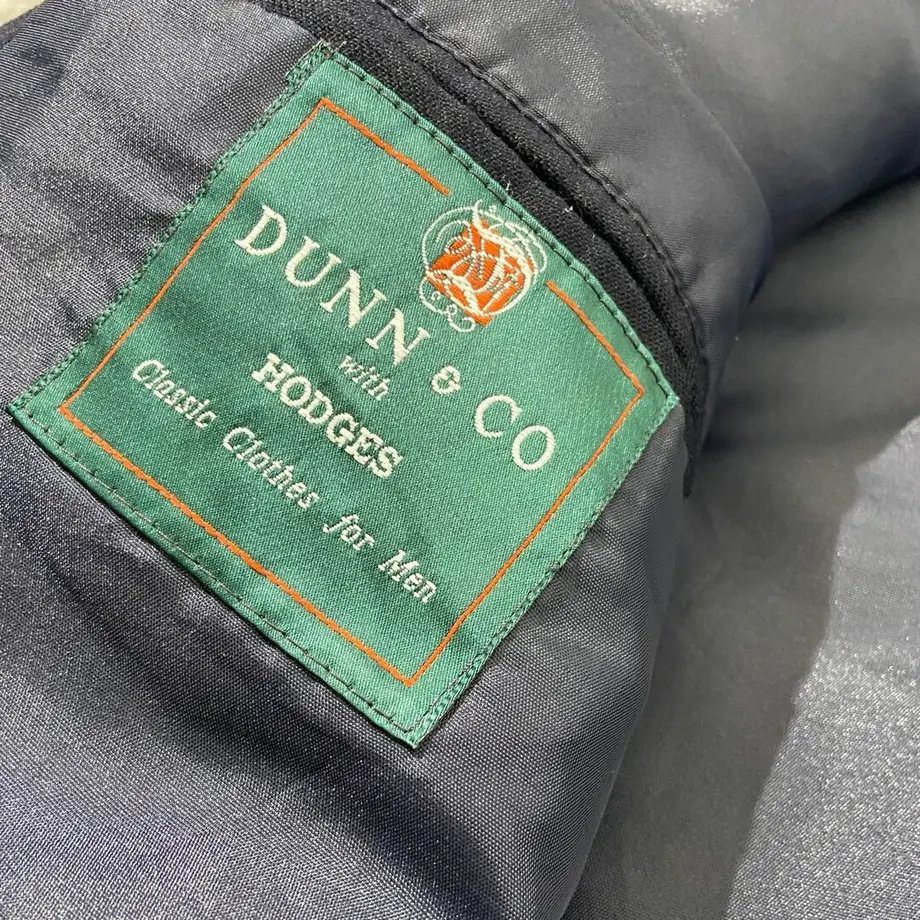 DUNN & CO
with
HODGES
Classic Clothes for Men